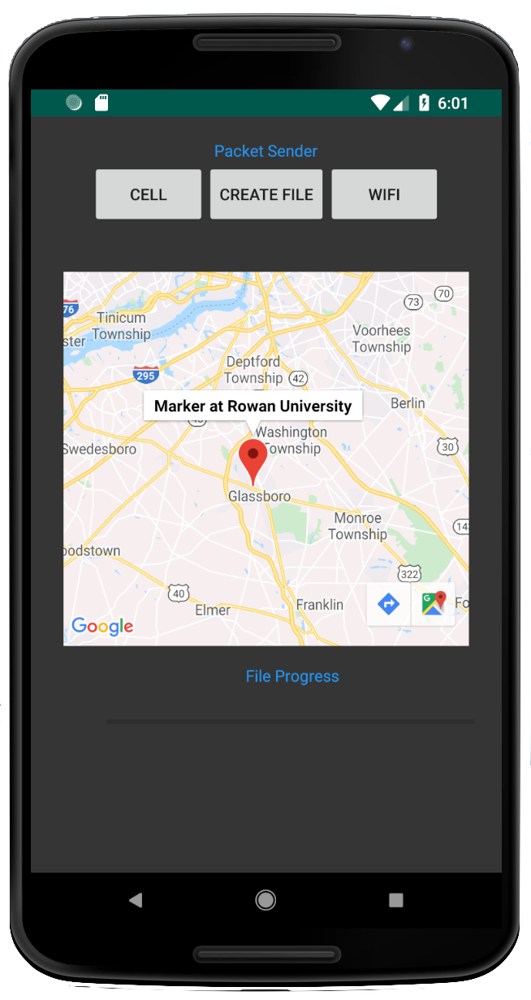 6:01
Packet Sender
CELL
CREATE FILE
WIFI
70
73
76
Tinicum
Township
Voorhees
Township
ster
Deptford
Township
42
295
Marker at Rowan University
Berlin
Washington
Township
Swedesboro
30
Glassboro
Monroe
Township
oodstown
322
40
Franklin
Elmer
G
Fo
Google
File Progress